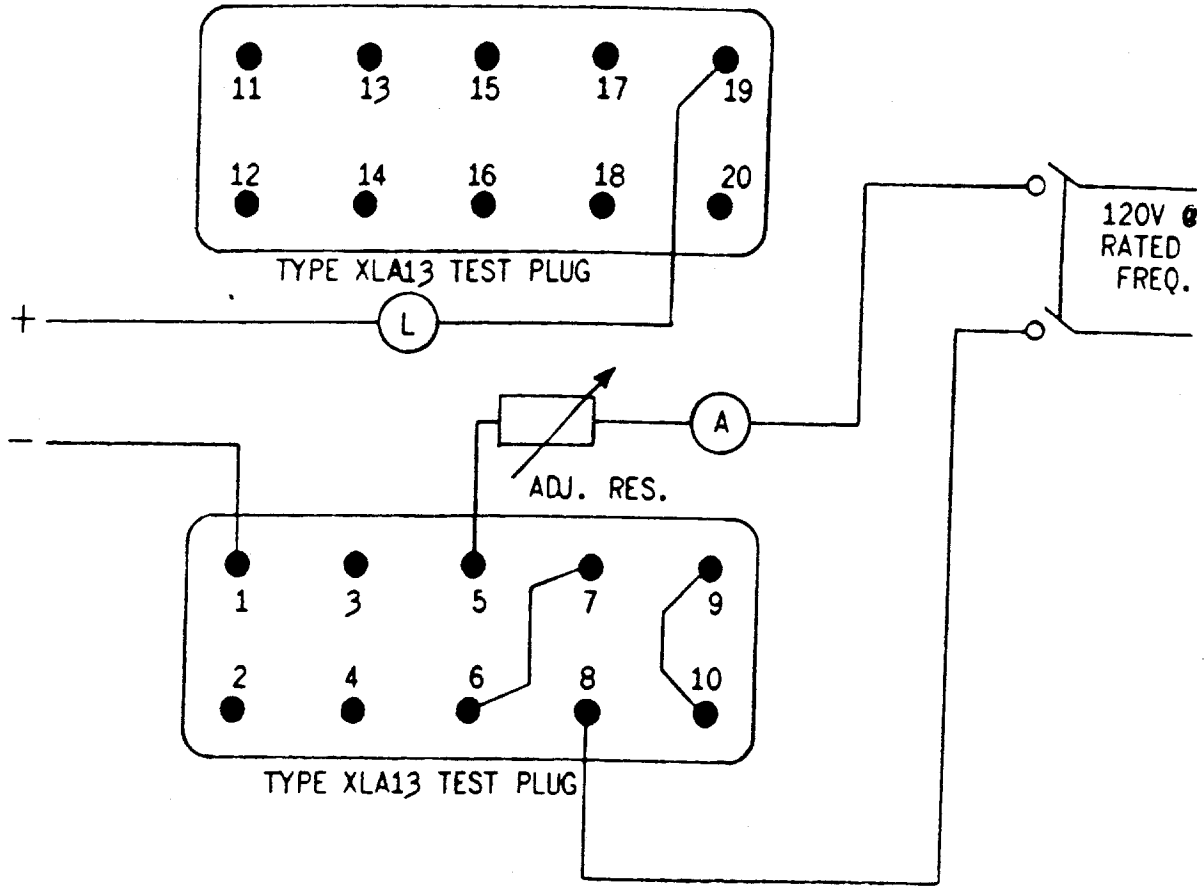 11 13 15 17 19
12 14 16 18 20
TYPE XLA13 TEST PLUG
120V @
RATED
FREQ.
+
L
A
−
ADJ. RES.
1 3 5 7 9
2 4 6 8 10
TYPE XLA13 TEST PLUG